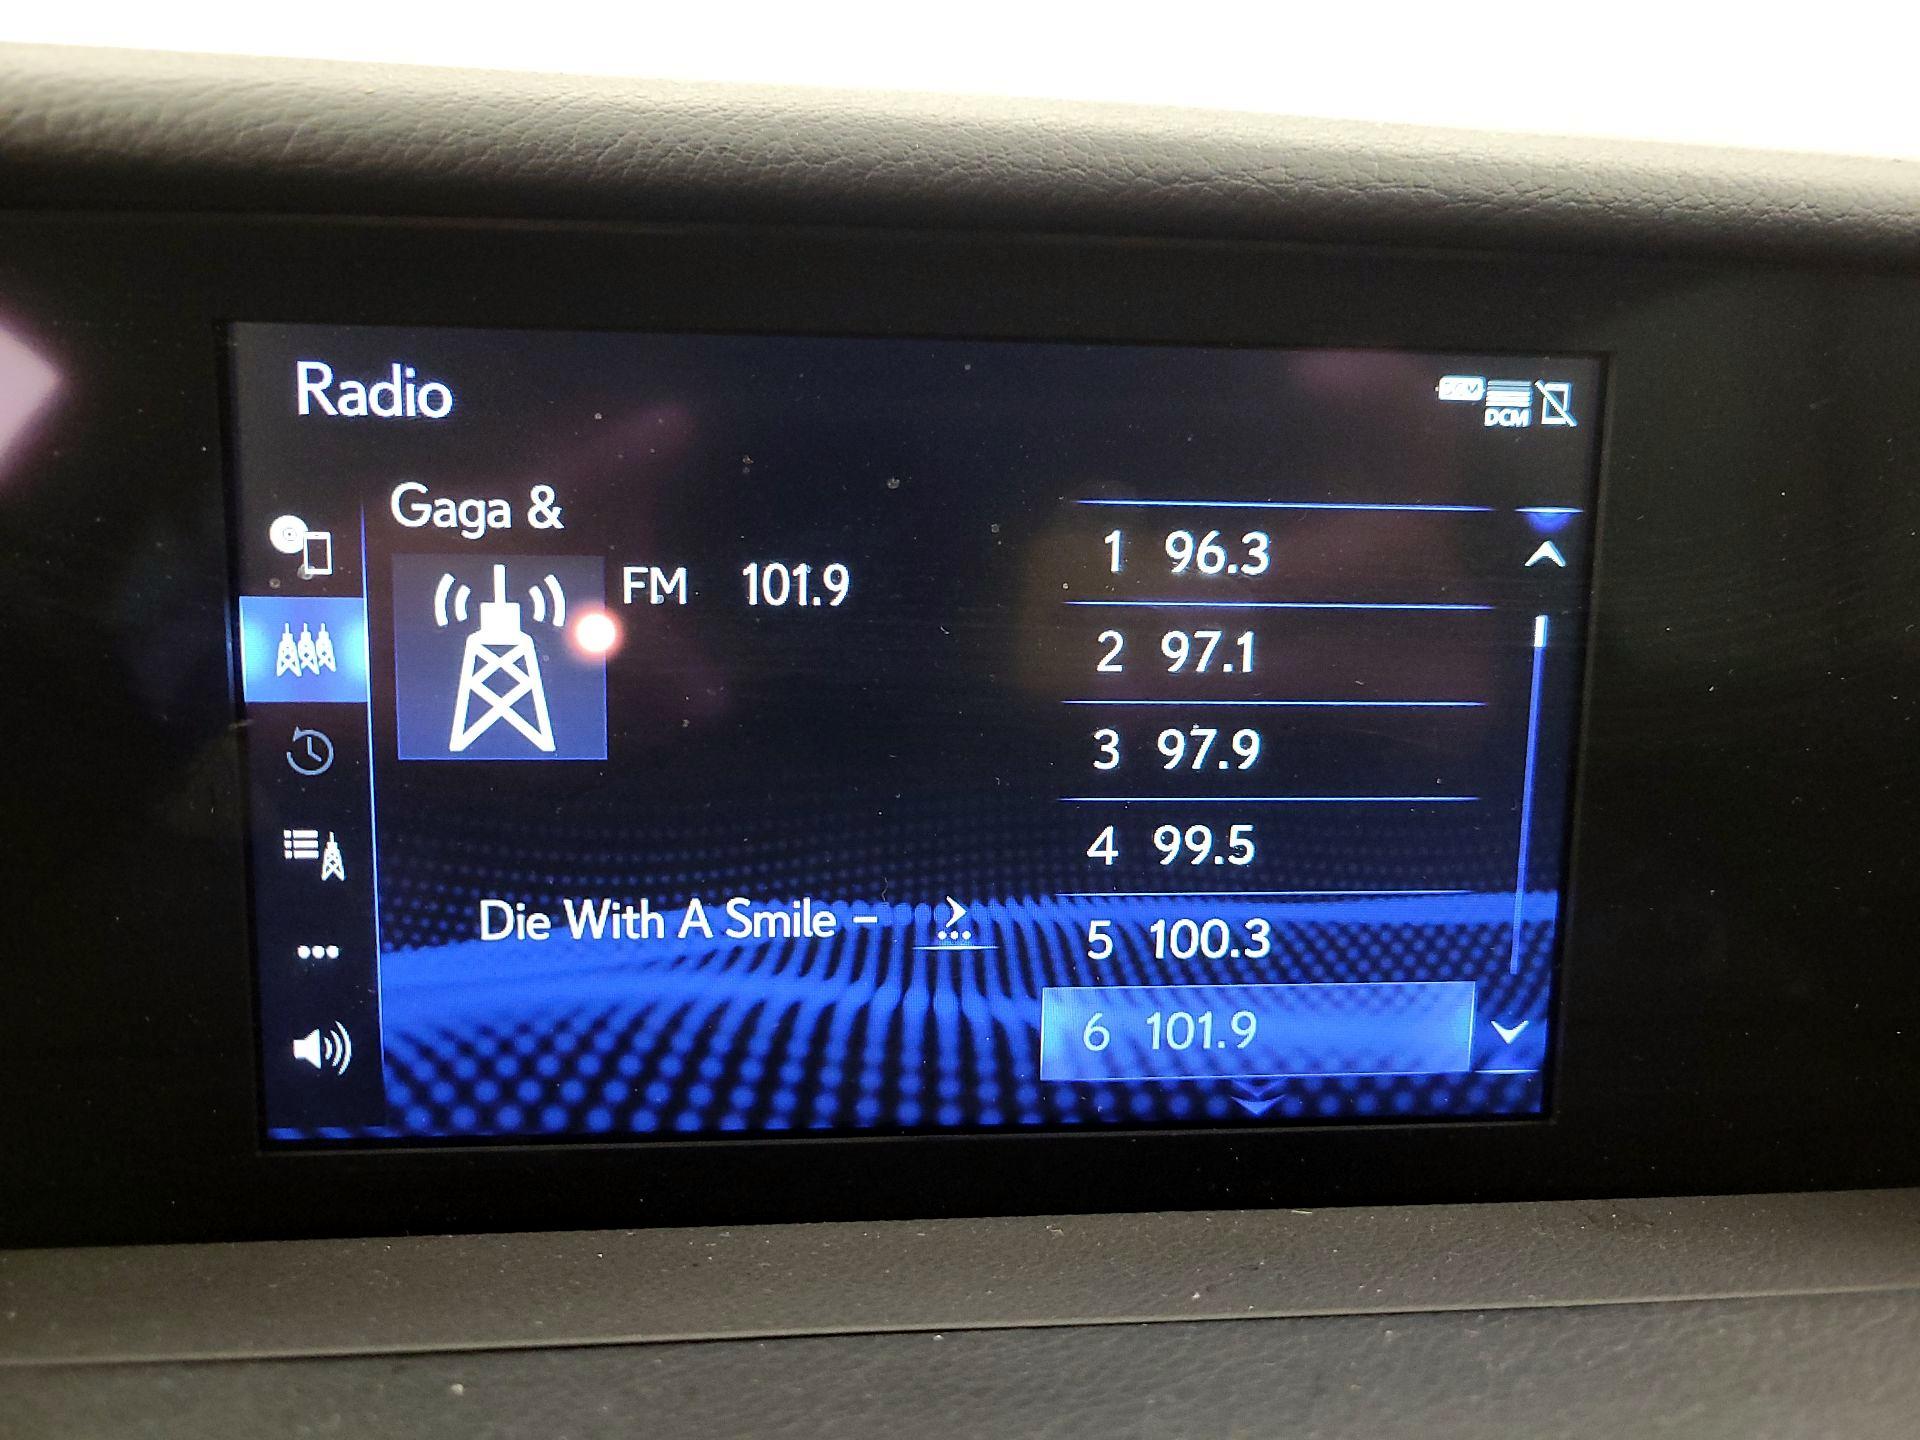 Radio
DCM
Gaga &
FM 101.9
Die With A Smile –
1 96.3
2 97.1
3 97.9
4 99.5
5 100.3
6 101.9